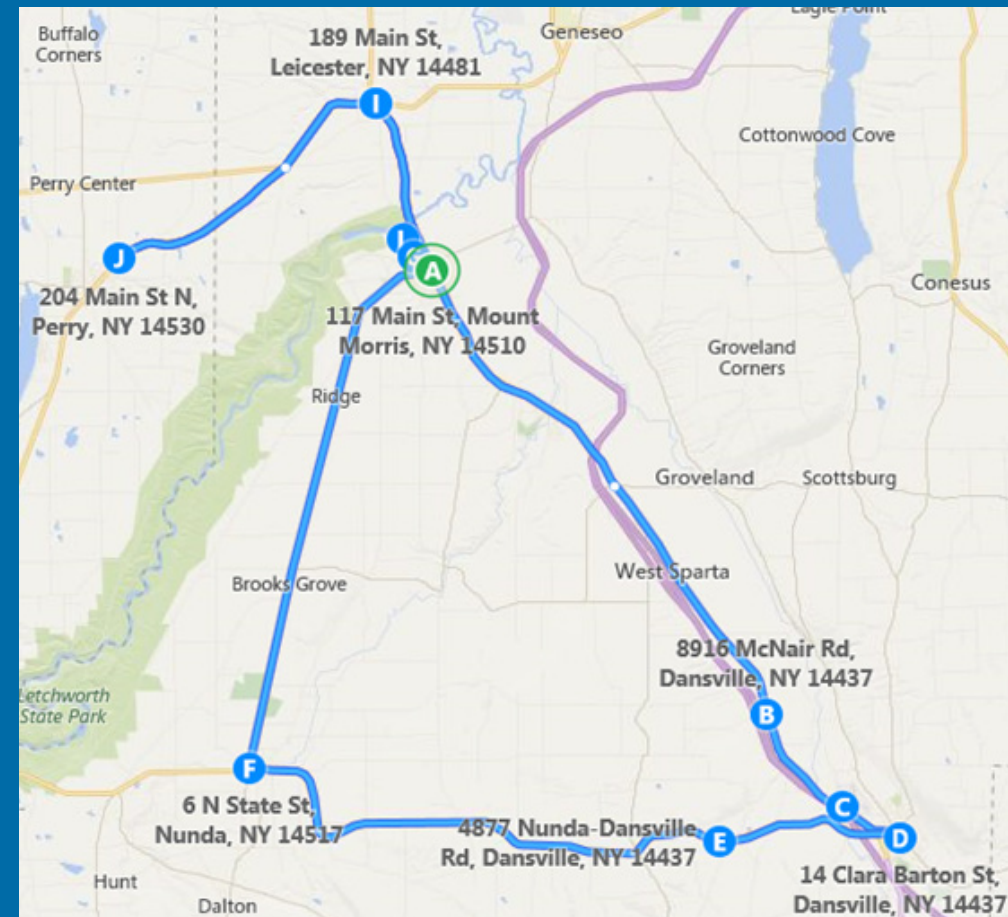 Eagle Point
Buffalo
Corners
189 Main St,
Leicester, NY 14481
Geneseo
I
Cottonwood Cove
Perry Center
J
A
204 Main St N,
Perry, NY 14530
Conesus
117 Main St, Mount
Morris, NY 14510
Groveland
Corners
Ridge
Groveland
Scottsburg
West Sparta
Brooks Grove
8916 McNair Rd,
Dansville, NY 14437
Letchworth
State Park
B
F
6 N State St,
Nunda, NY 14517
C
4877 Nunda-Dansville
Rd, Dansville, NY 14437
E
D
14 Clara Barton St,
Dansville, NY 14437
Hunt
Dalton